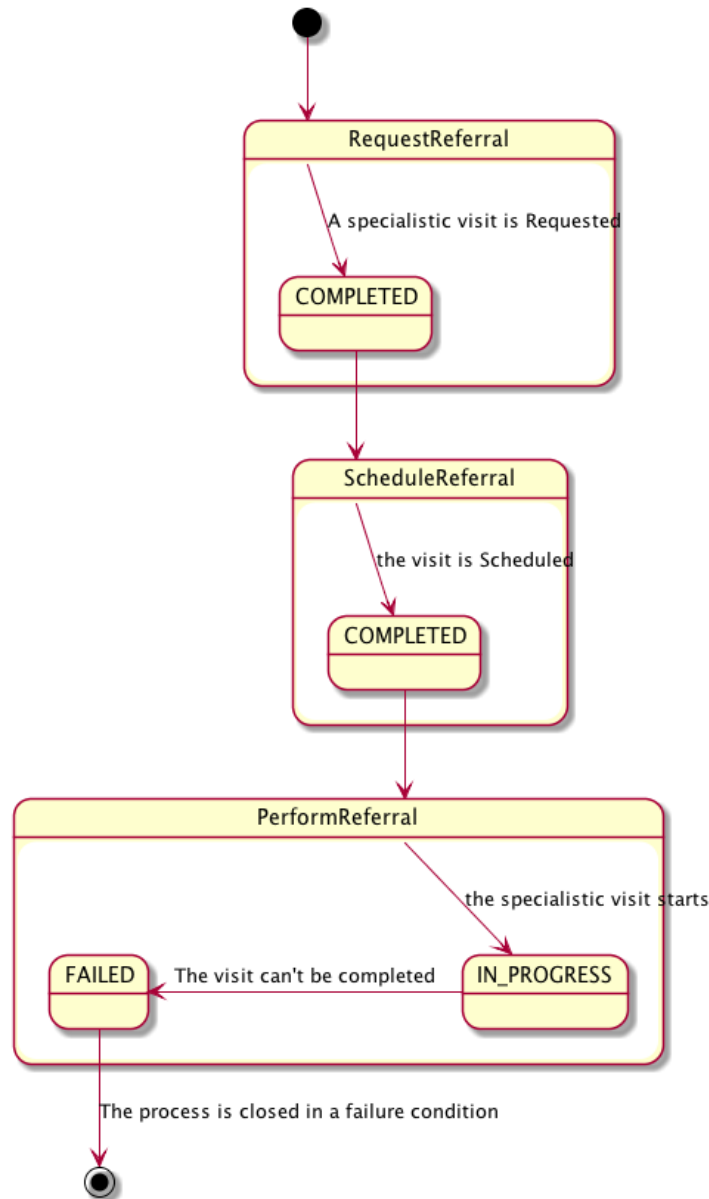 RequestReferral
A specialistic visit is Requested
COMPLETED
ScheduleReferral
the visit is Scheduled
COMPLETED
PerformReferral
the specialistic visit starts
FAILED
The visit can't be completed
IN_PROGRESS
The process is closed in a failure condition